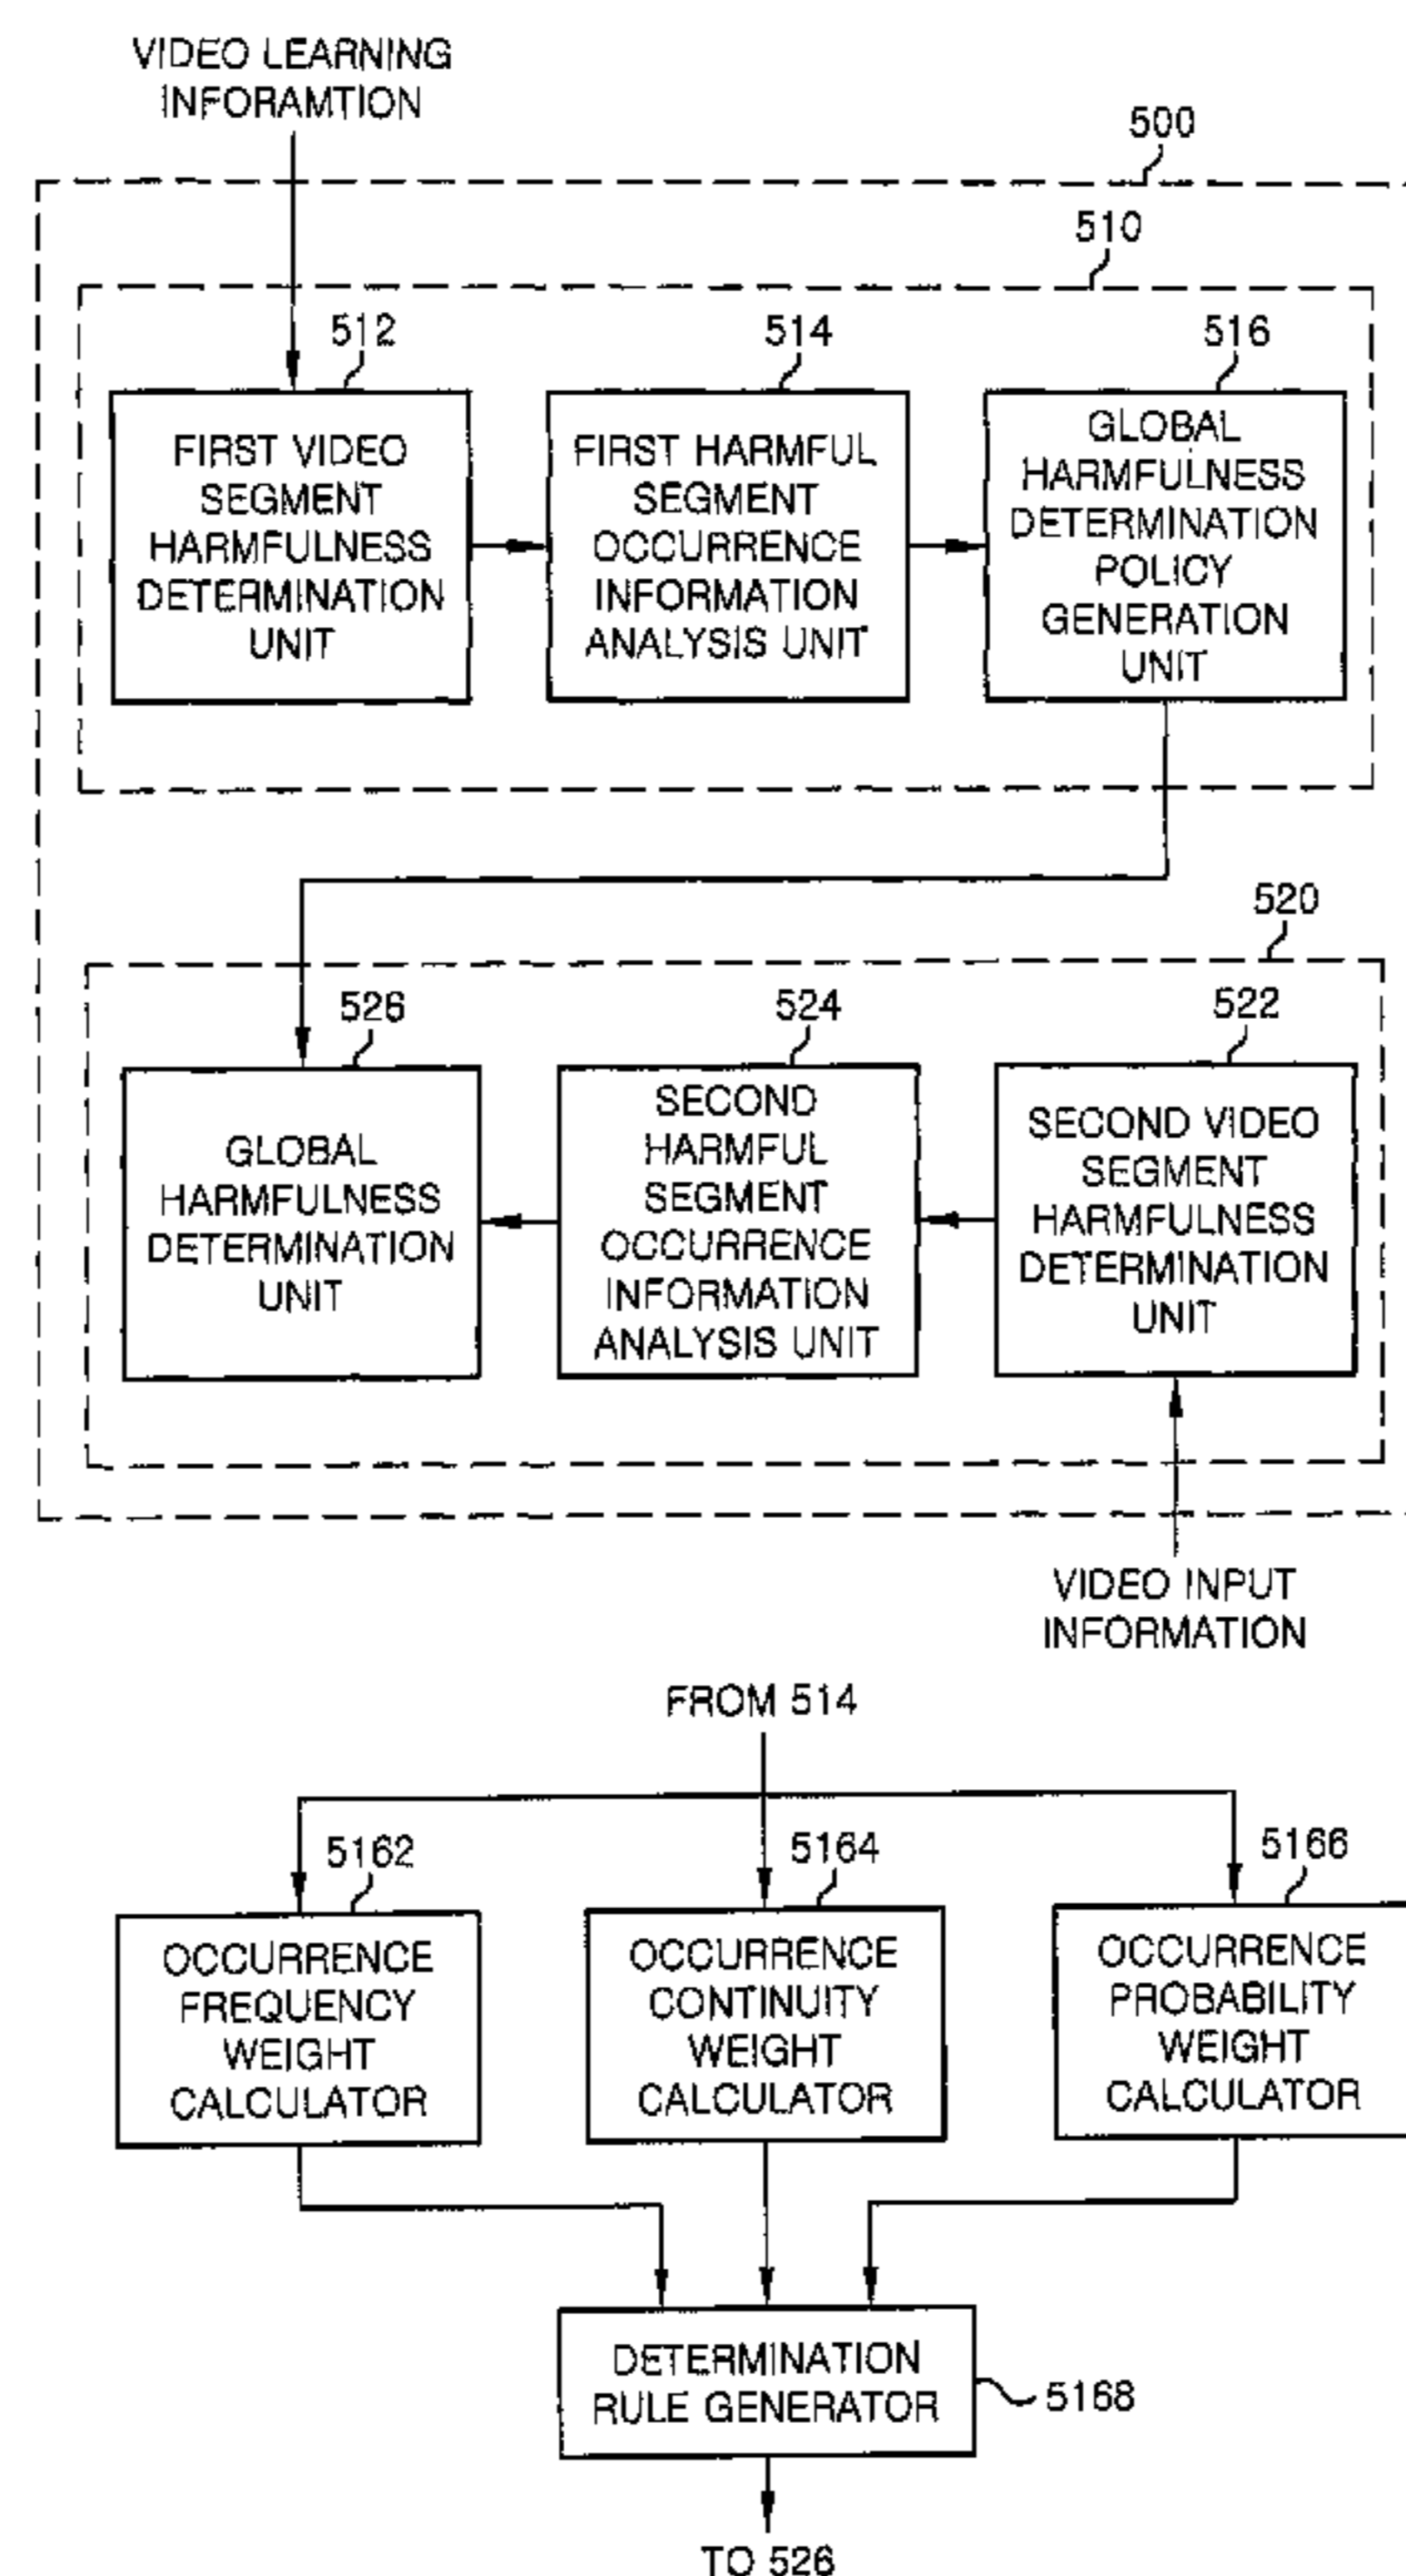 VIDEO LEARNING
INFORAMTION
500
510
512
514
516
FIRST VIDEO
SEGMENT
HARMFULNESS
DETERMINATION
UNIT
FIRST HARMFUL
SEGMENT
OCCURRENCE
INFORMATION
ANALYSIS UNIT
GLOBAL
HARMFULNESS
DETERMINATION
POLICY
GENERATION
UNIT
520
526
524
522
GLOBAL
HARMFULNESS
DETERMINATION
UNIT
SECOND
HARMFUL
SEGMENT
OCCURRENCE
INFORMATION
ANALYSIS UNIT
SECOND VIDEO
SEGMENT
HARMFULNESS
DETERMINATION
UNIT
VIDEO INPUT
INFORMATION
FROM 514
5162
5164
5166
OCCURRENCE
FREQUENCY
WEIGHT
CALCULATOR
OCCURRENCE
CONTINUITY
WEIGHT
CALCULATOR
OCCURRENCE
PROBABILITY
WEIGHT
CALCULATOR
DETERMINATION
RULE GENERATOR
5168
TO 526